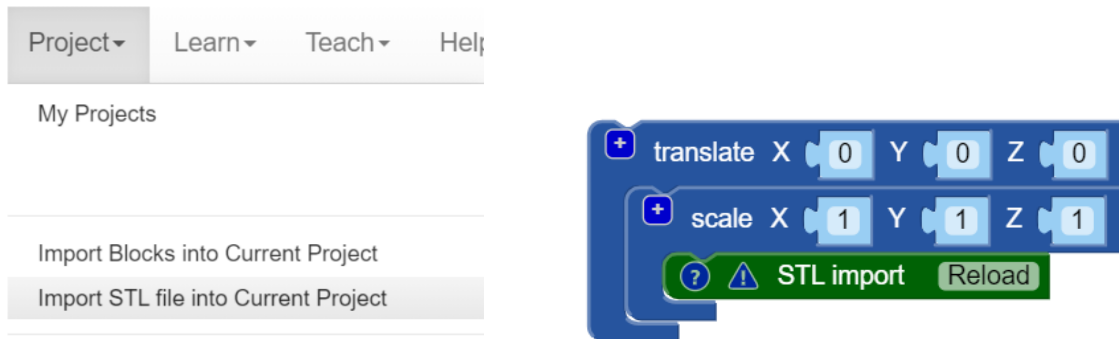 Project Learn Teach Help
My Projects
Import Blocks into Current Project
Import STL file into Current Project
+ translate X 0 Y 0 Z 0
+ scale X 1 Y 1 Z 1
? ! STL import Reload